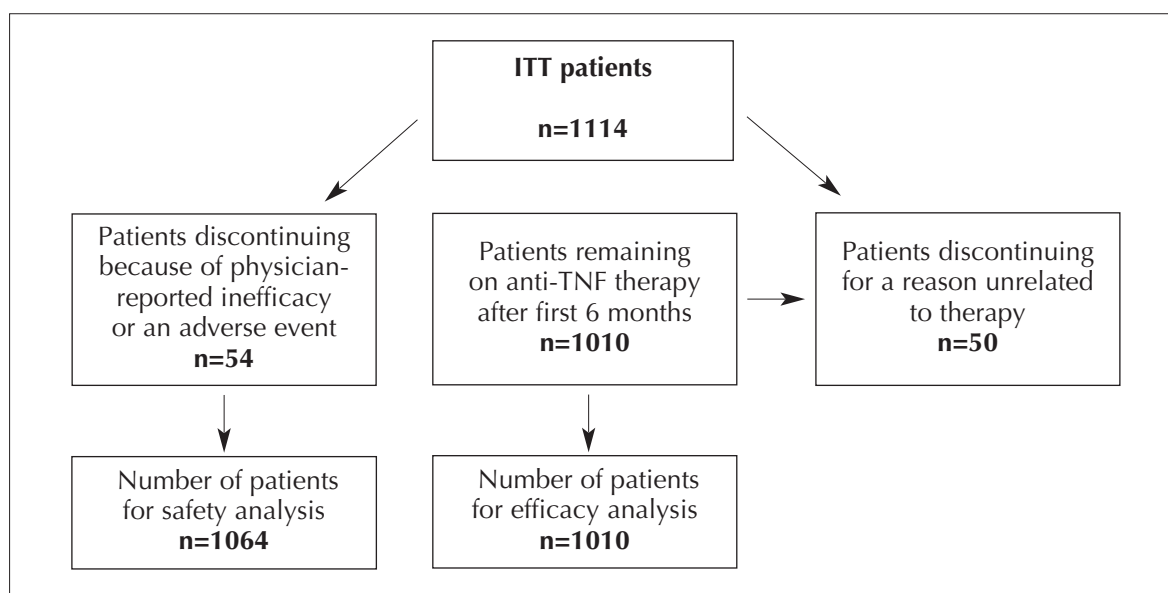 ITT patients
n=1114
Patients discontinuing
because of physician-
reported inefficacy
or an adverse event
n=54
Patients remaining
on anti-TNF therapy
after first 6 months
n=1010
Patients discontinuing
for a reason unrelated
to therapy
n=50
Number of patients
for safety analysis
n=1064
Number of patients
for efficacy analysis
n=1010